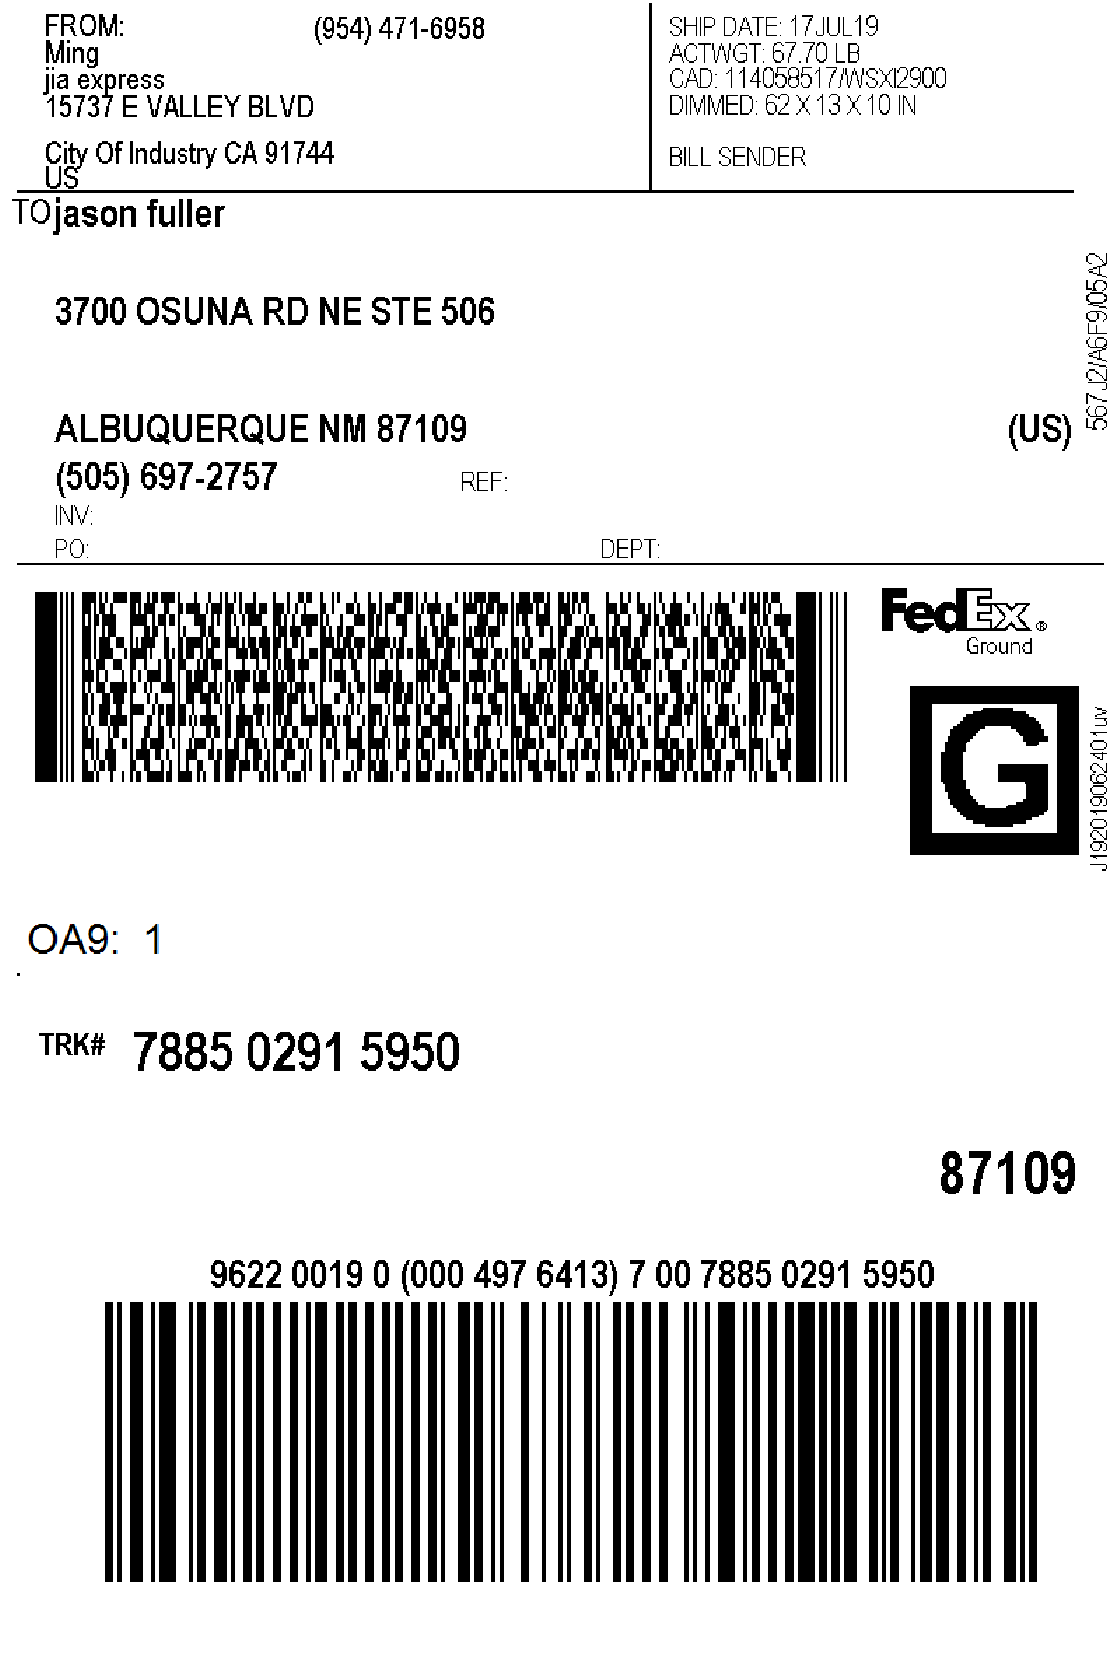 FROM: (954) 471-6958
Ming
jia express
15737 E VALLEY BLVD
City Of Industry CA 91744
US
SHIP DATE: 17JUL19
ACTWGT: 67.70 LB
CAD: 114058517/WSXI2900
DIMMED: 62 X 13 X 10 IN
BILL SENDER
TO jason fuller
3700 OSUNA RD NE STE 506
ALBUQUERQUE NM 87109 (US)
(505) 697-2757 REF:
INV:
PO: DEPT:
567J2/A6F9/05A2
FedEx®
Ground
G
J192019062401uv
OA9: 1
TRK# 7885 0291 5950
87109
9622 0019 0 (000 497 6413) 7 00 7885 0291 5950